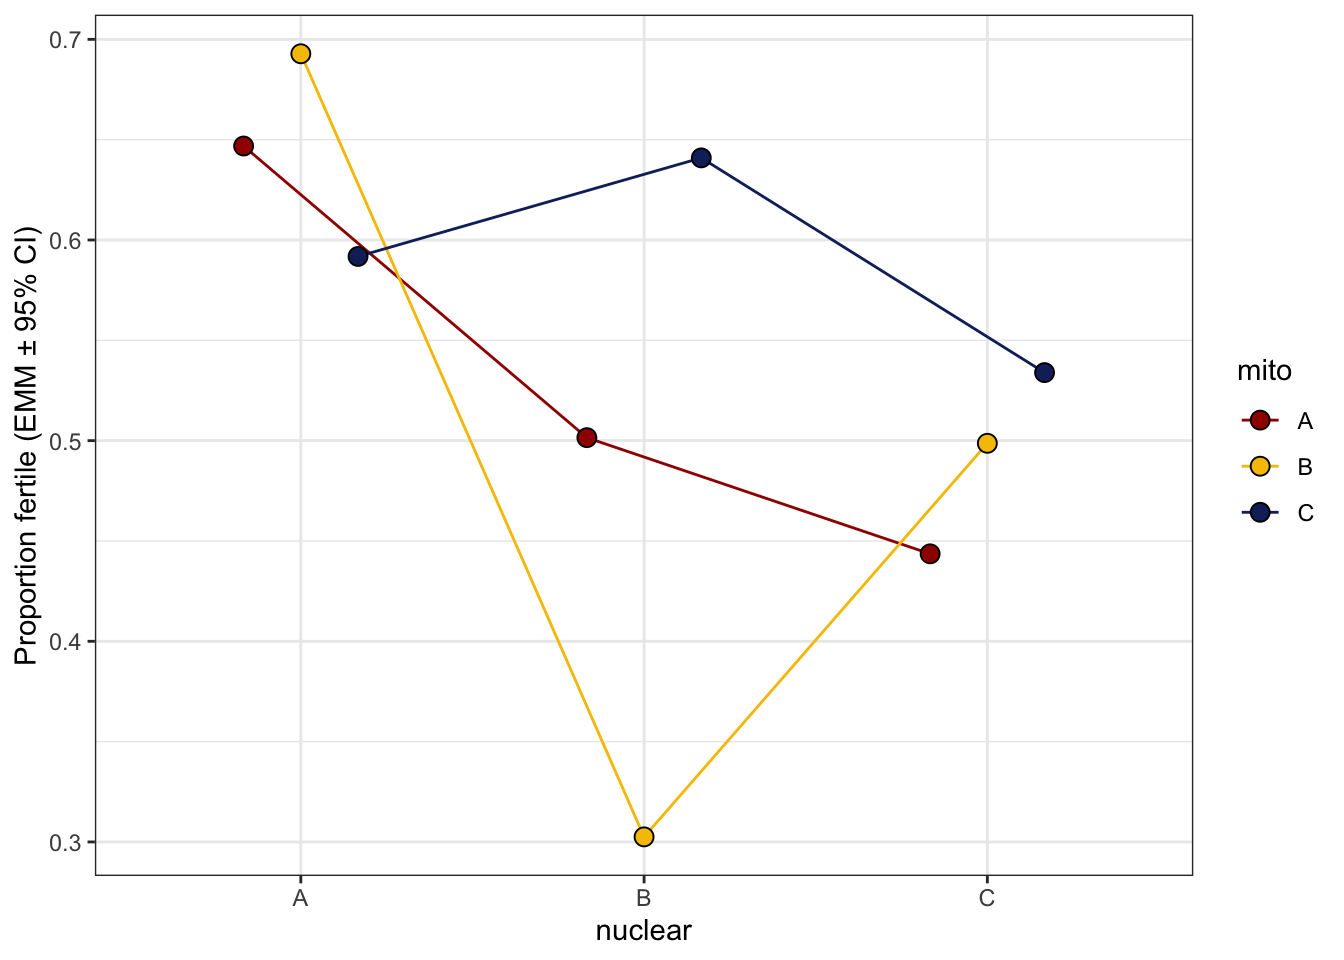 0.7
0.6
0.5
0.4
0.3
Proportion fertile (EMM ± 95% CI)
A
B
C
nuclear
mito
A
B
C